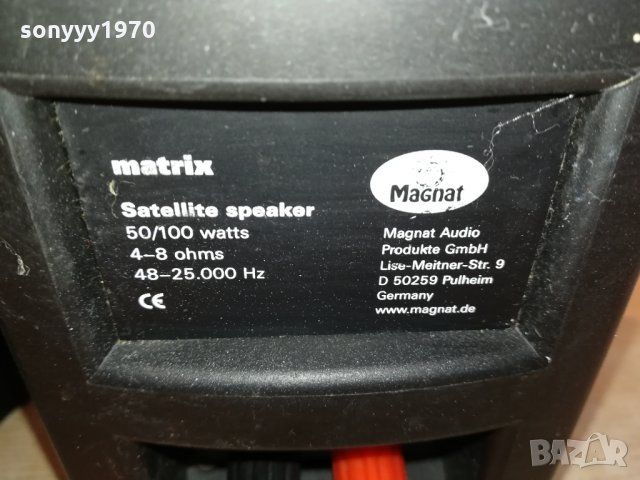 sonyyy1970
matrix
Satellite speaker
50/100 watts
4–8 ohms
48–25.000 Hz
CE
Magnat
Magnat Audio
Produkte GmbH
Lise-Meitner-Str. 9
D 50259 Pulheim
Germany
www.magnat.de
BAZAR